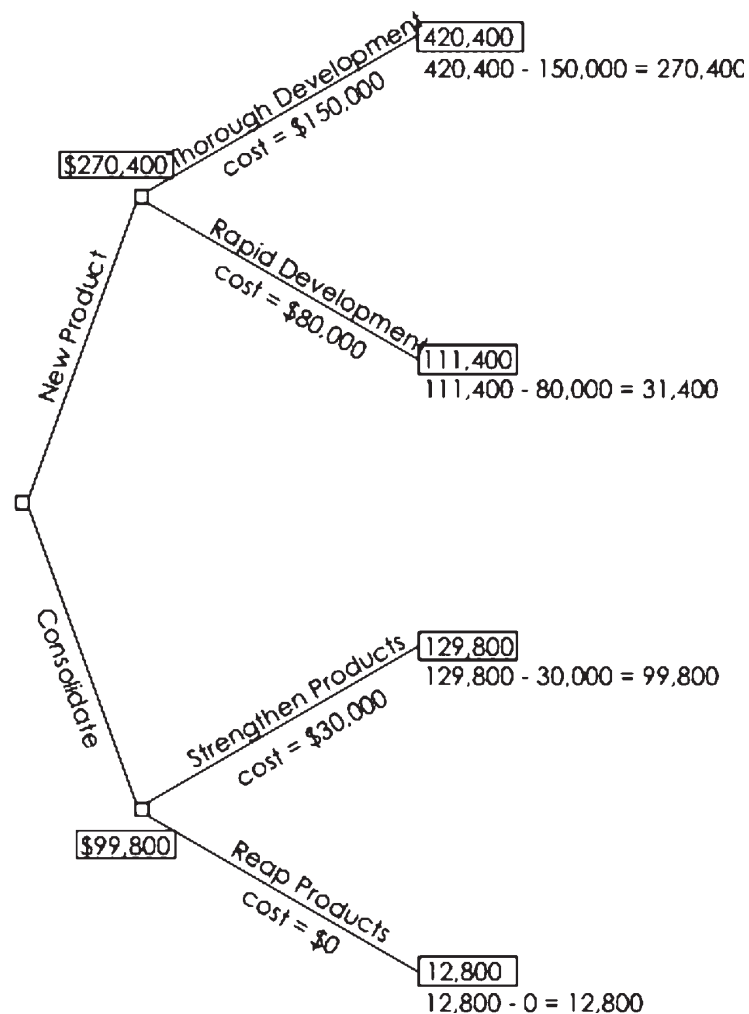 Thorough Development
420,400
420,400 - 150,000 = 270,400
cost = $150,000
$270,400
Rapid Development
cost = $80,000
111,400
111,400 - 80,000 = 31,400
New Product
Consolidate
Strengthen Products
129,800
129,800 - 30,000 = 99,800
cost = $30,000
$99,800
Reap Products
cost = $0
12,800
12,800 - 0 = 12,800